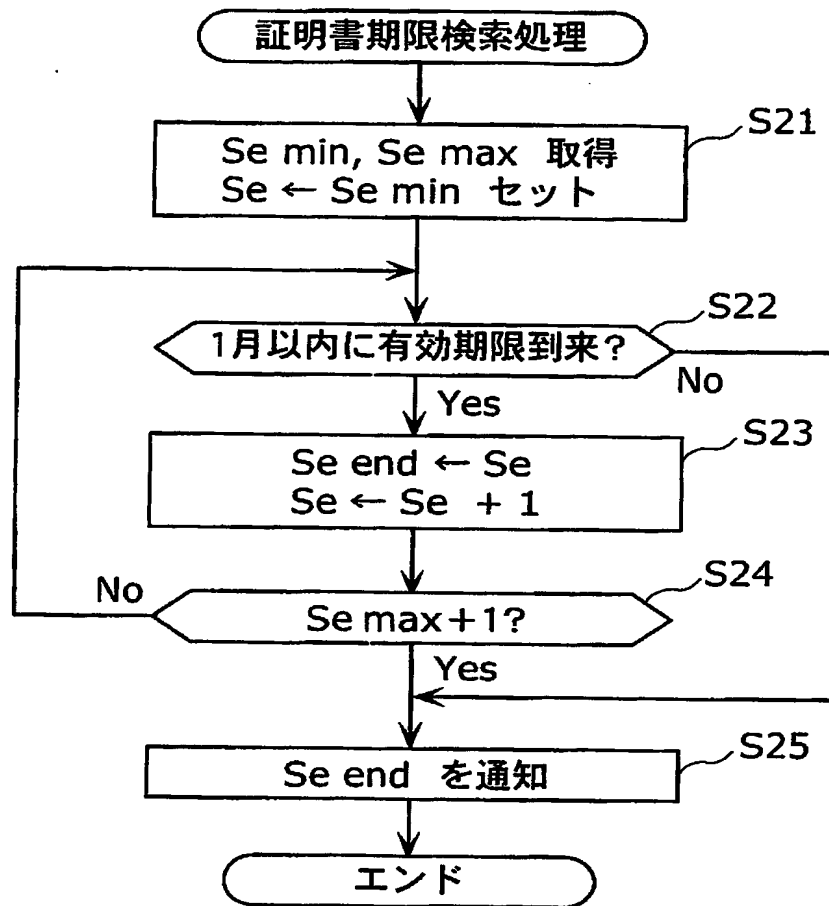 証明書期限検索処理
S21
Se min, Se max 取得
Se ← Se min セット
S22
1月以内に有効期限到来?
No
Yes
S23
Se end ← Se
Se ← Se + 1
S24
No
Se max+1?
Yes
S25
Se end を通知
エンド